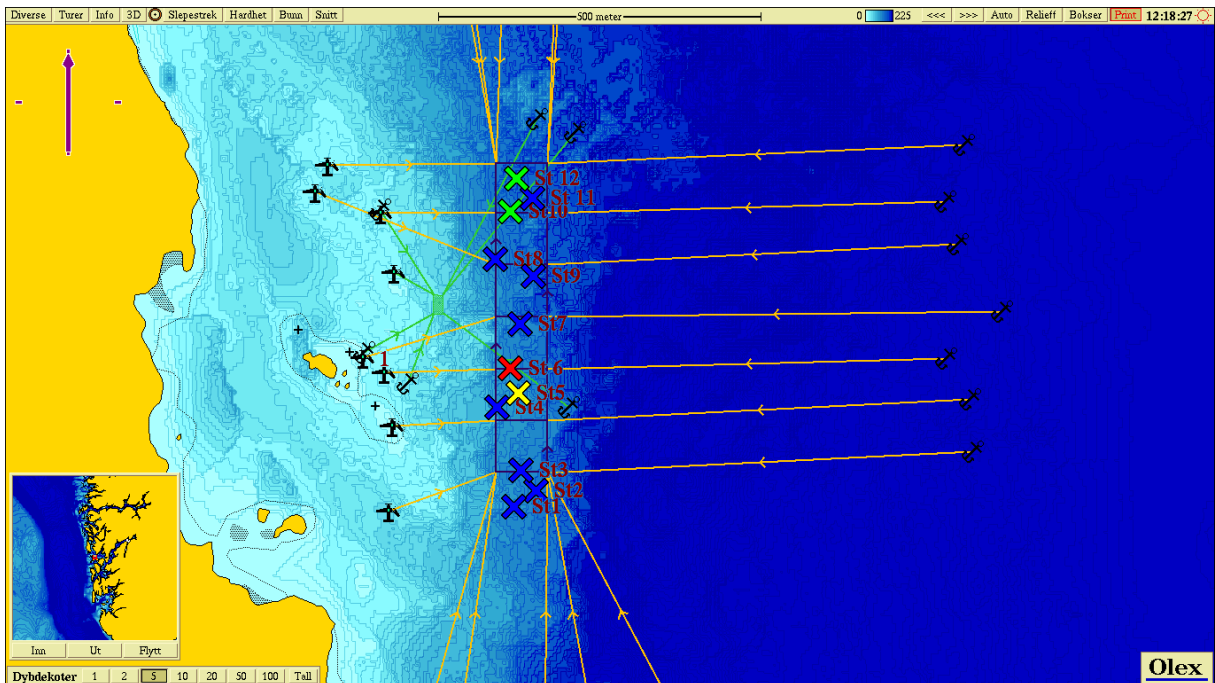 Diverse Turer Info 3D Slepestrek Hardhet Bunn Snitt 500 meter 0 225 <<< >>> Auto Relieff Bokser Print 12:18:27
St 12
St 11
St10
St8
St9
St7
1
St 6
St5
St4
St3
St2
St1
Inn Ut Flytt
Dybdekoter 1 2 5 10 20 50 100 Tall
Olex